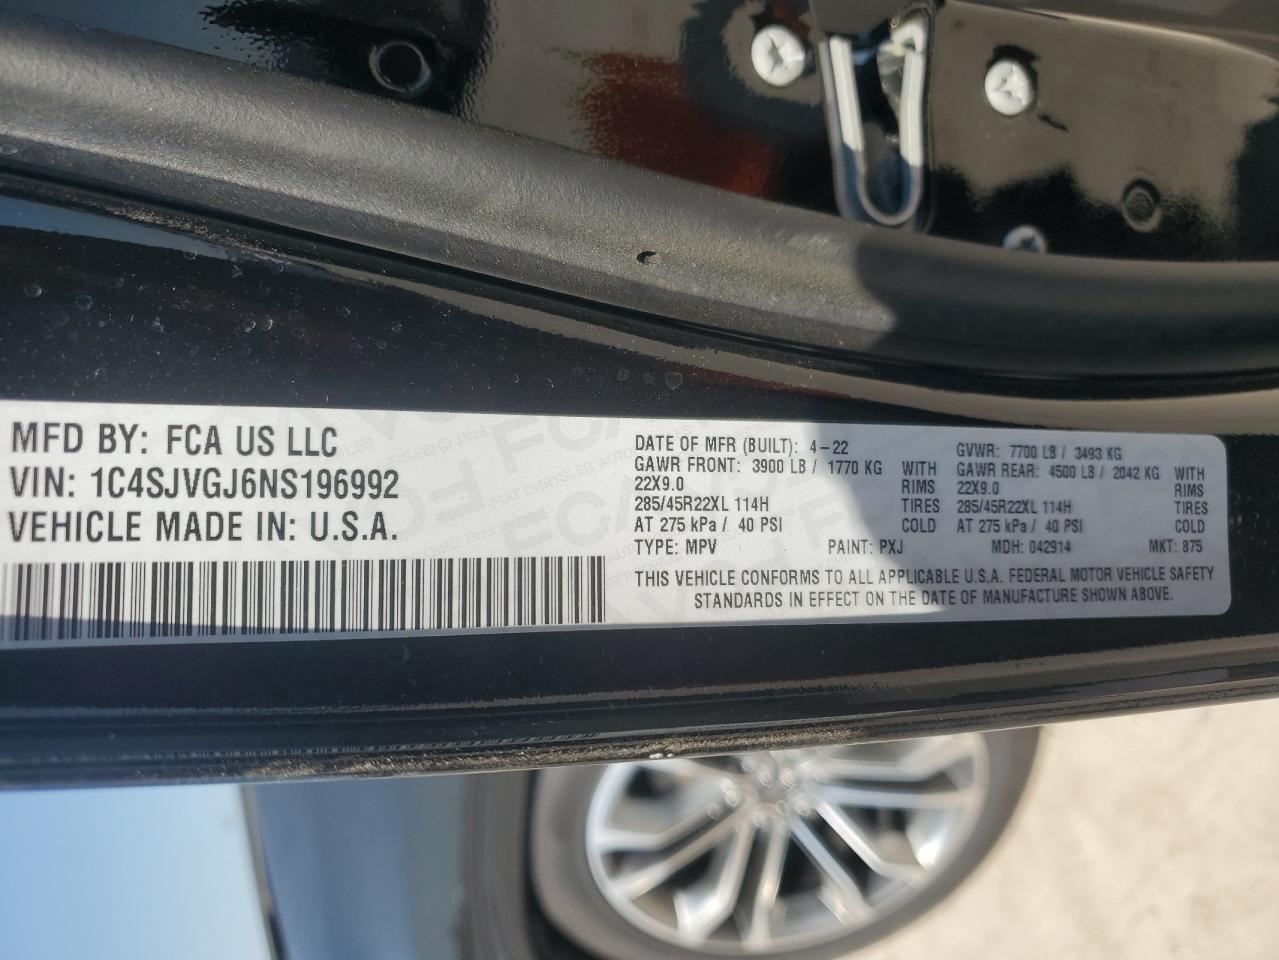 MFD BY: FCA US LLC
VIN: 1C4SJVGJ6NS196992
VEHICLE MADE IN: U.S.A.
DATE OF MFR (BUILT): 4-22 GVWR: 7700 LB / 3493 KG
GAWR FRONT: 3900 LB / 1770 KG WITH GAWR REAR: 4500 LB / 2042 KG WITH
22X9.0 RIMS 22X9.0 RIMS
285/45R22XL 114H TIRES 285/45R22XL 114H TIRES
AT 275 kPa / 40 PSI COLD AT 275 kPa / 40 PSI COLD
TYPE: MPV PAINT: PXJ MDH: 042914 MKT: 875
THIS VEHICLE CONFORMS TO ALL APPLICABLE U.S.A. FEDERAL MOTOR VEHICLE SAFETY
STANDARDS IN EFFECT ON THE DATE OF MANUFACTURE SHOWN ABOVE.